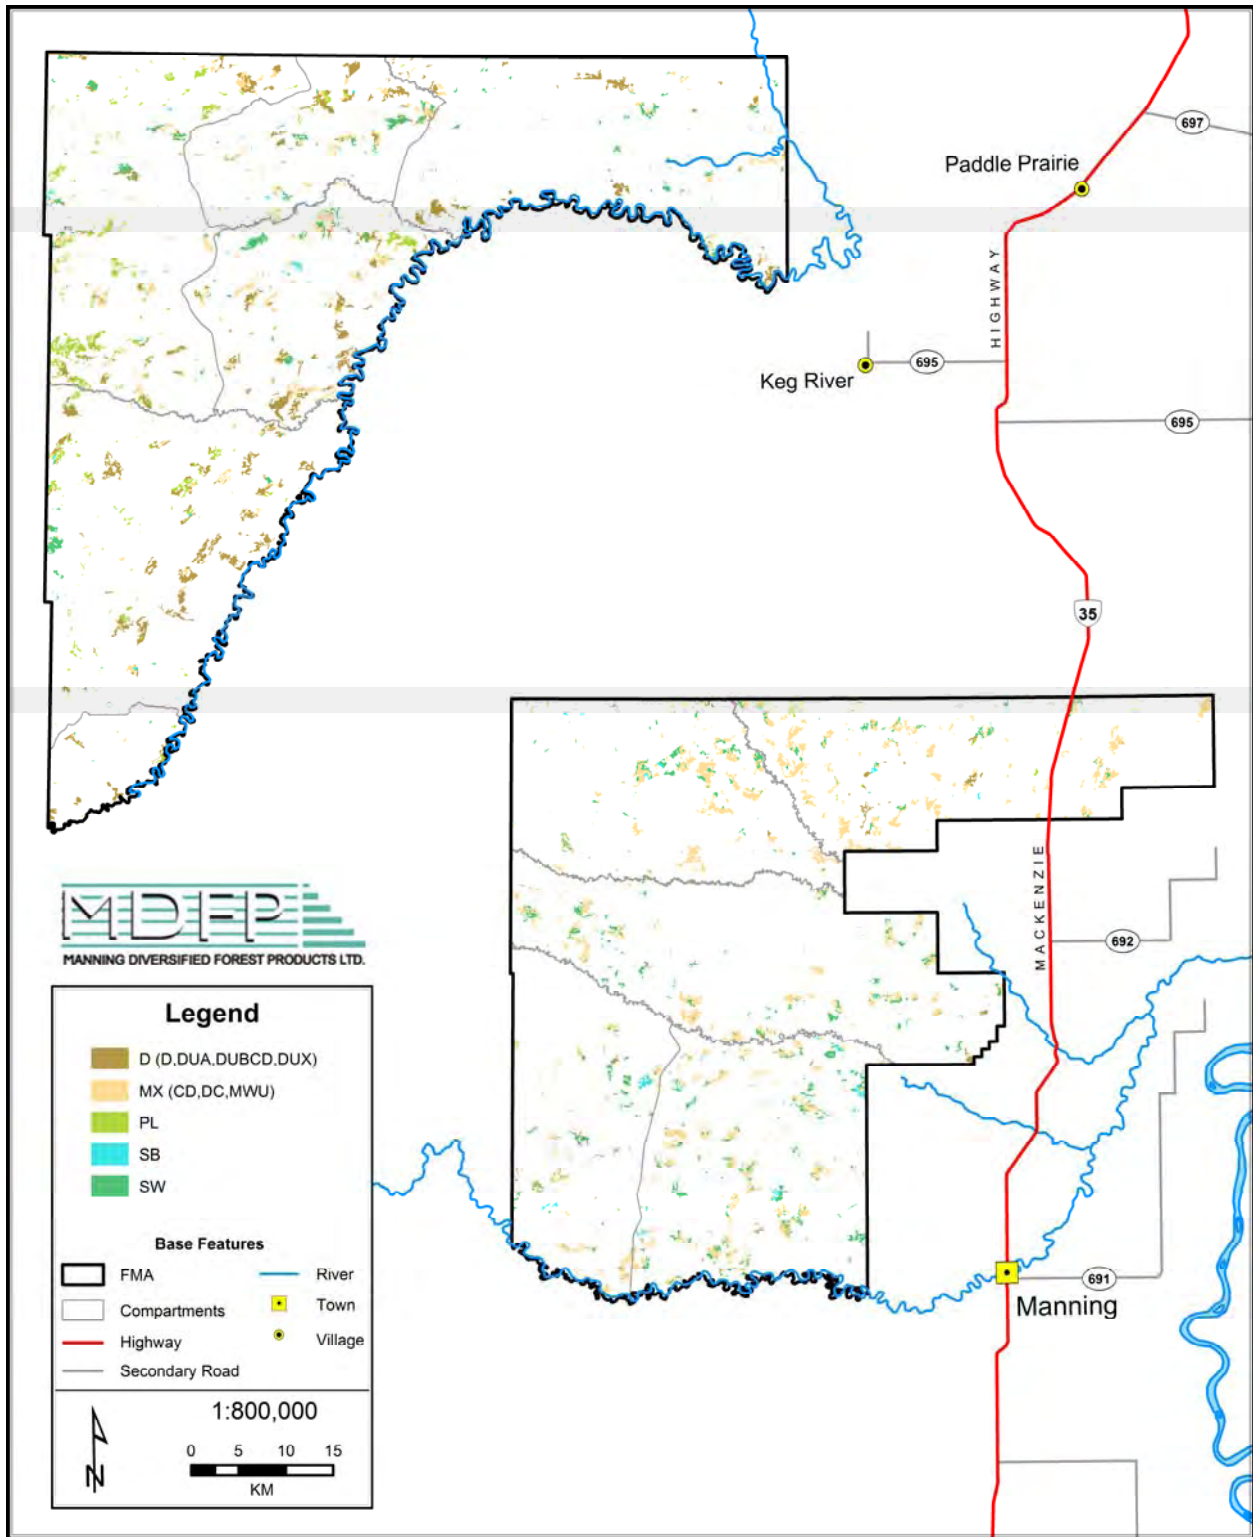 697
Paddle Prairie
HIGHWAY
695
Keg River
695
35
MDFP
MANNING DIVERSIFIED FOREST PRODUCTS LTD.
MACKENZIE
692
Legend
D (D,DUA,DUBCD,DUX)
MX (CD,DC,MWU)
PL
SB
SW
Base Features
FMA
River
Compartments
Town
Highway
Village
Secondary Road
1:800,000
0 5 10 15
KM
N
691
Manning